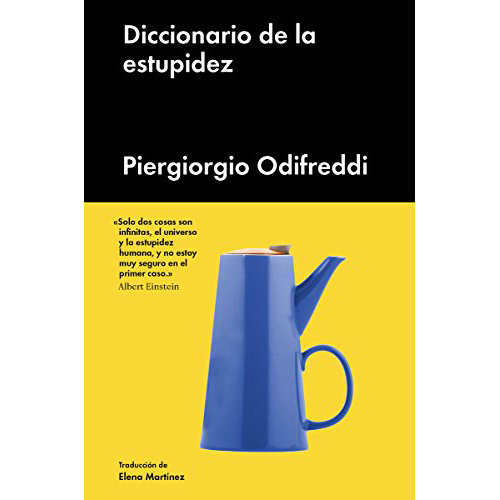 Diccionario de la
estupidez
Piergiorgio Odifreddi
«Solo dos cosas son
infinitas, el universo
y la estupidez
humana, y no estoy
muy seguro en el
primer caso.»
Albert Einstein
Traducción de
Elena Martínez